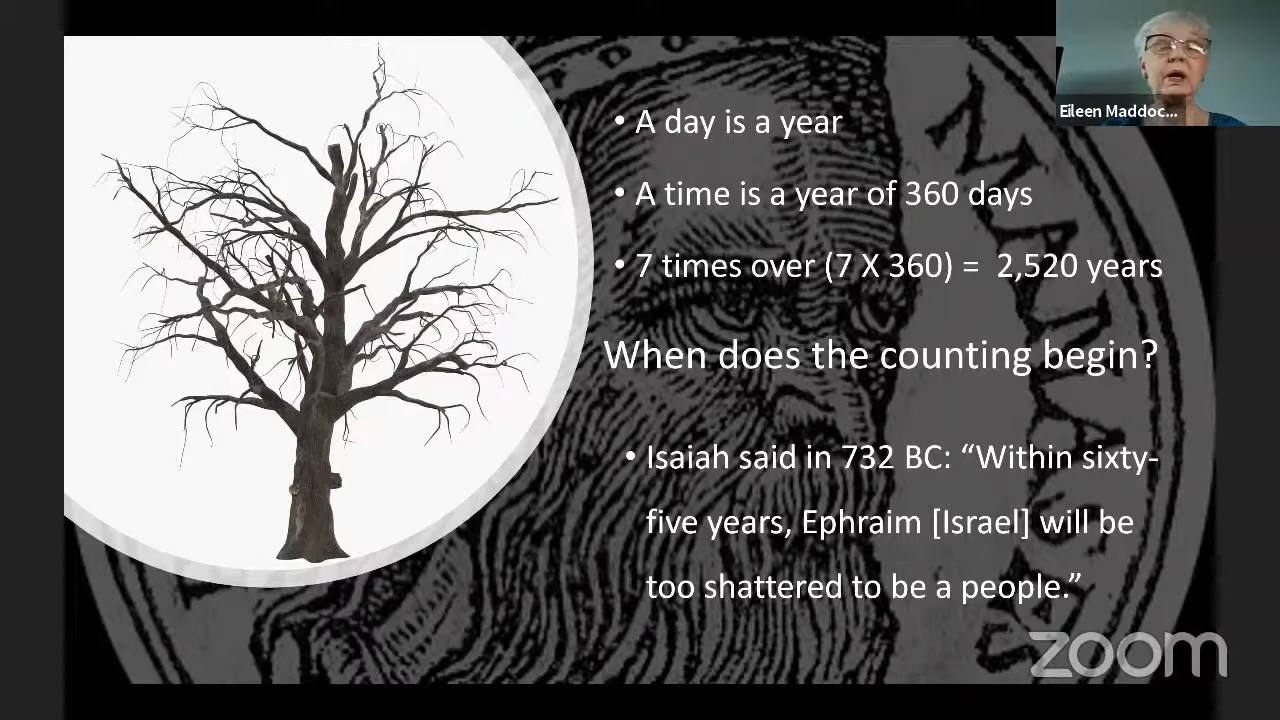 Eileen Maddoc...
• A day is a year
• A time is a year of 360 days
• 7 times over (7 X 360) = 2,520 years
When does the counting begin?
• Isaiah said in 732 BC: “Within sixty-
five years, Ephraim [Israel] will be
too shattered to be a people.”
MANASSE
zoom